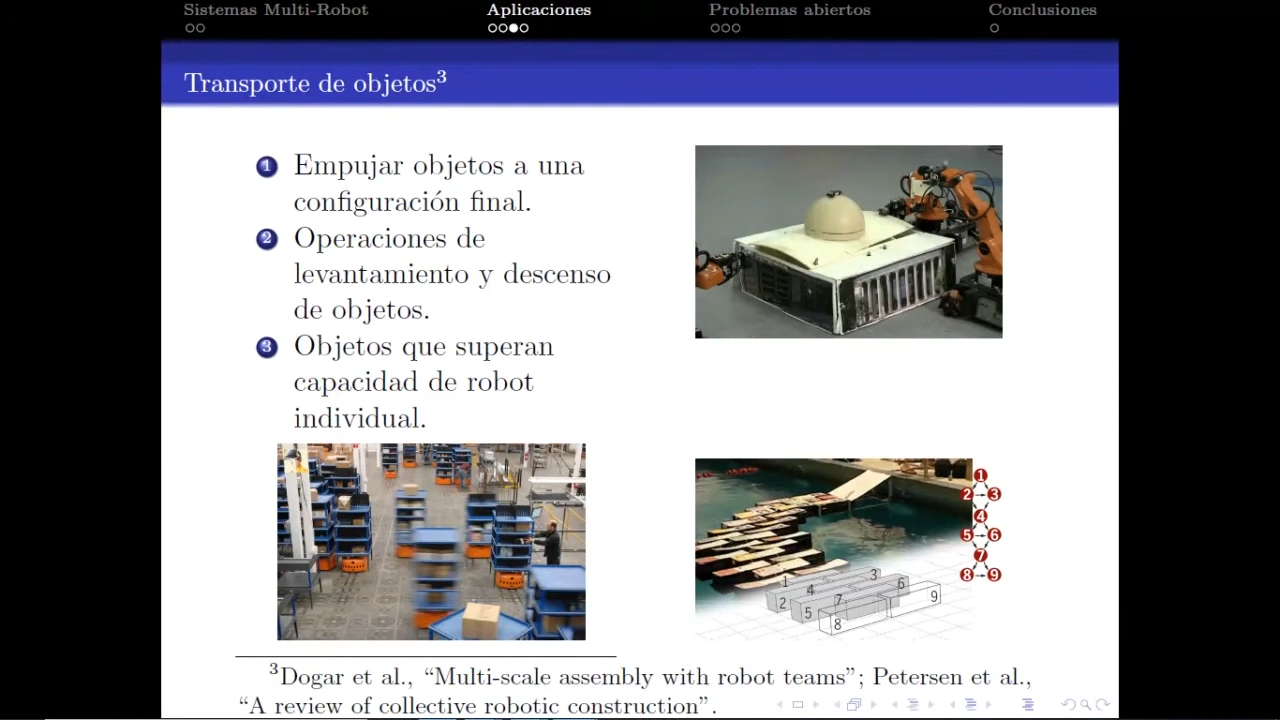 Sistemas Multi-Robot
Aplicaciones
Problemas abiertos
Conclusiones
Transporte de objetos3
1 Empujar objetos a una
configuración final.
2 Operaciones de
levantamiento y descenso
de objetos.
3 Objetos que superan
capacidad de robot
individual.
1
2 3
4
5 6
7
8 9
1 3
4 6
2 7 9
5
8
3Dogar et al., “Multi-scale assembly with robot teams”; Petersen et al.,
“A review of collective robotic construction”.